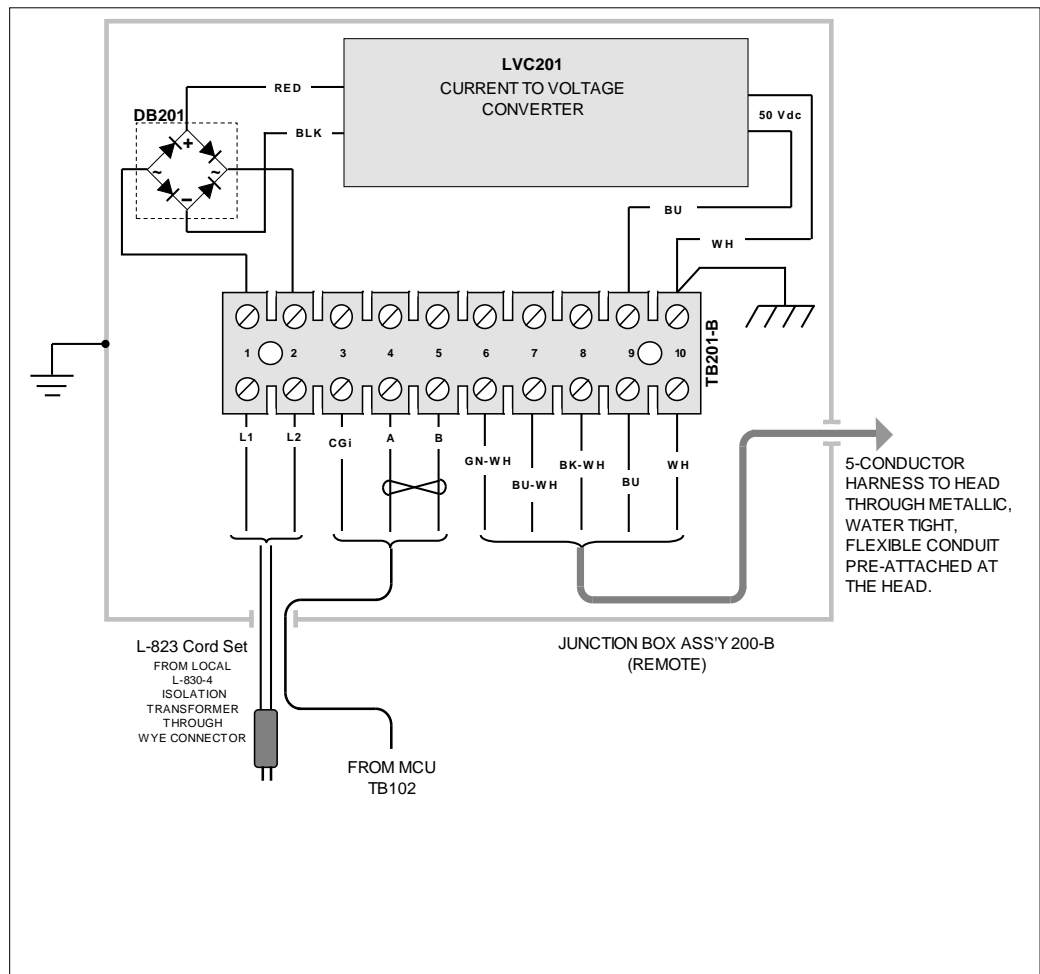 LVC201
CURRENT TO VOLTAGE
CONVERTER
RED
BLK
DB201
+
~
~
−
50 Vdc
BU
WH
1
2
3
4
5
6
7
8
9
10
TB201-B
L1
L2
CGi
A
B
GN-WH
BU-WH
BK-WH
BU
WH
5-CONDUCTOR
HARNESS TO HEAD
THROUGH METALLIC,
WATER TIGHT,
FLEXIBLE CONDUIT
PRE-ATTACHED AT
THE HEAD.
JUNCTION BOX ASS'Y 200-B
(REMOTE)
L-823 Cord Set
FROM LOCAL
L-830-4
ISOLATION
TRANSFORMER
THROUGH
WYE CONNECTOR
FROM MCU
TB102